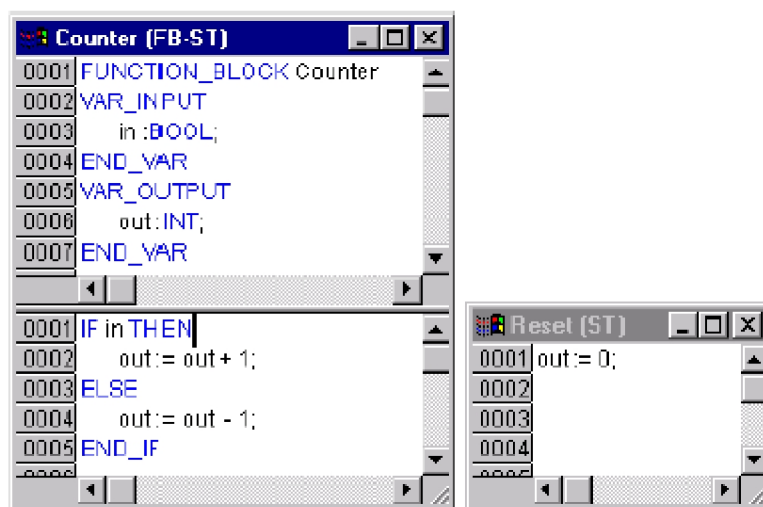 Counter (FB-ST)
0001 FUNCTION_BLOCK Counter
0002 VAR_INPUT
0003 in :BOOL;
0004 END_VAR
0005 VAR_OUTPUT
0006 out:INT;
0007 END_VAR
0001 IF in THEN
0002 out:= out + 1;
0003 ELSE
0004 out:= out - 1;
0005 END_IF
Reset (ST)
0001 out:= 0;
0002
0003
0004